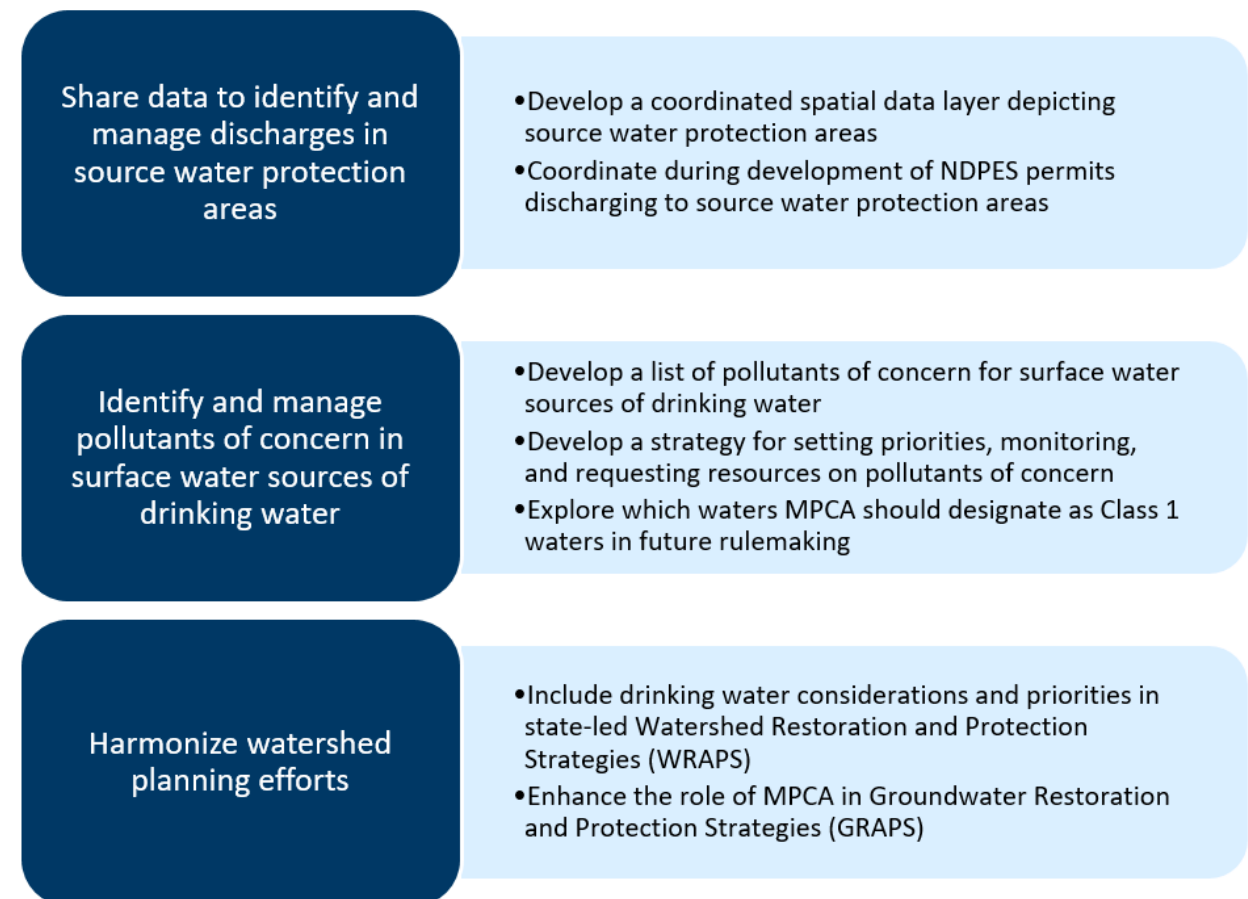 Share data to identify and
manage discharges in
source water protection
areas
•Develop a coordinated spatial data layer depicting
source water protection areas
•Coordinate during development of NDPES permits
discharging to source water protection areas
Identify and manage
pollutants of concern in
surface water sources of
drinking water
•Develop a list of pollutants of concern for surface water
sources of drinking water
•Develop a strategy for setting priorities, monitoring,
and requesting resources on pollutants of concern
•Explore which waters MPCA should designate as Class 1
waters in future rulemaking
Harmonize watershed
planning efforts
•Include drinking water considerations and priorities in
state-led Watershed Restoration and Protection
Strategies (WRAPS)
•Enhance the role of MPCA in Groundwater Restoration
and Protection Strategies (GRAPS)